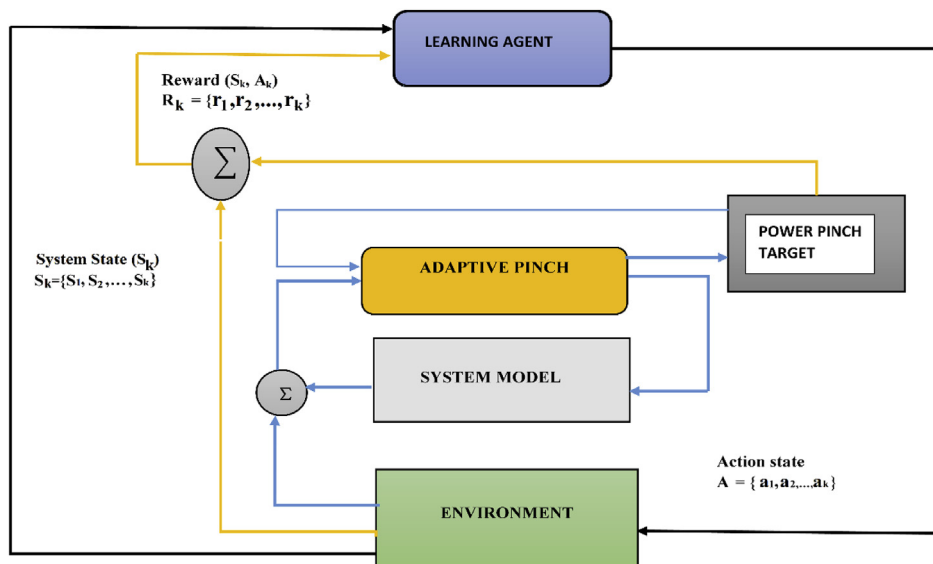 LEARNING AGENT
Reward (Sₖ, Aₖ)
Rₖ = {r₁,r₂,...,rₖ}
Σ
POWER PINCH
TARGET
System State (Sₖ)
Sₖ={S₁, S₂,...,Sₖ}
ADAPTIVE PINCH
SYSTEM MODEL
Σ
Action state
A = { a₁,a₂,...,aₖ}
ENVIRONMENT